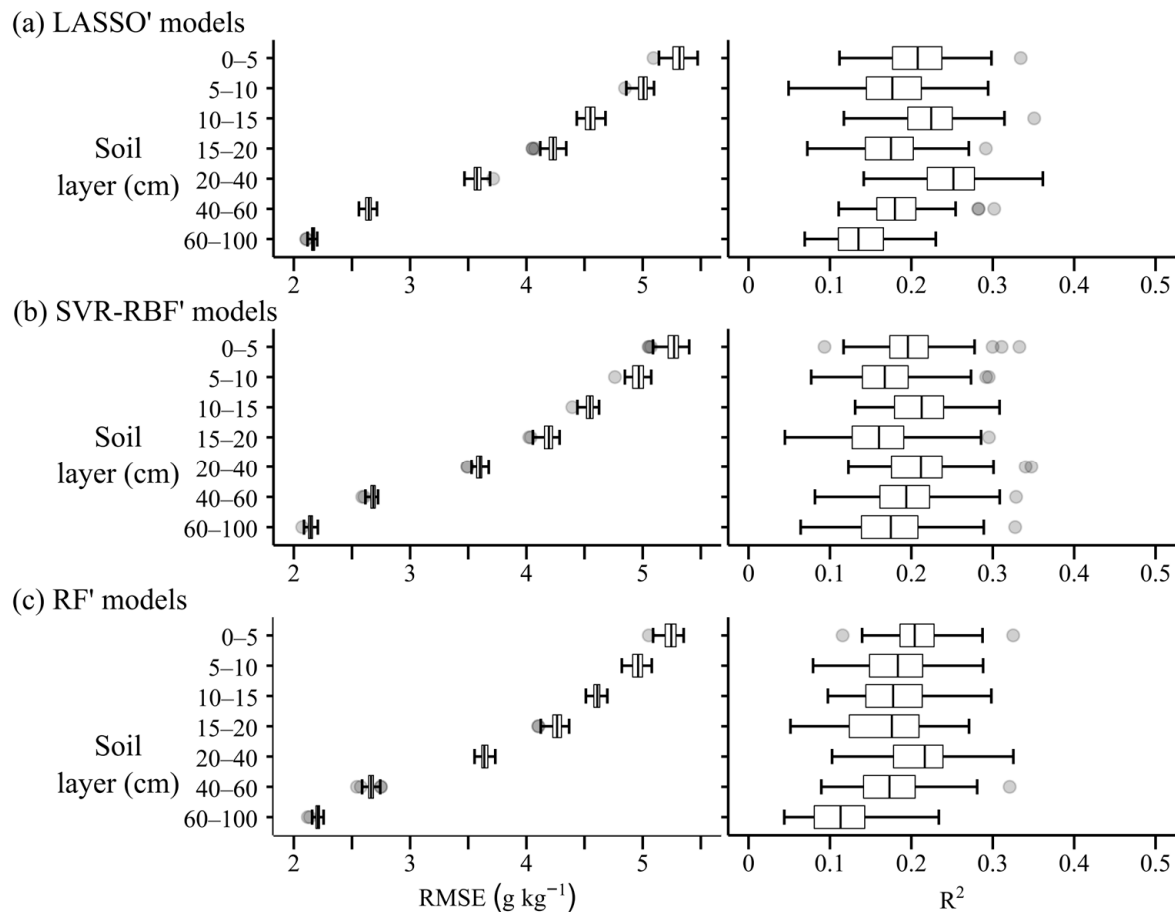 (a) LASSO' models
0–5
5–10
10–15
15–20
20–40
40–60
60–100
Soil
layer (cm)
2 3 4 5
0 0.1 0.2 0.3 0.4 0.5
(b) SVR-RBF' models
0–5
5–10
10–15
15–20
20–40
40–60
60–100
Soil
layer (cm)
2 3 4 5
0 0.1 0.2 0.3 0.4 0.5
(c) RF' models
0–5
5–10
10–15
15–20
20–40
40–60
60–100
Soil
layer (cm)
2 3 4 5
0 0.1 0.2 0.3 0.4 0.5
RMSE (g kg⁻¹)
R²